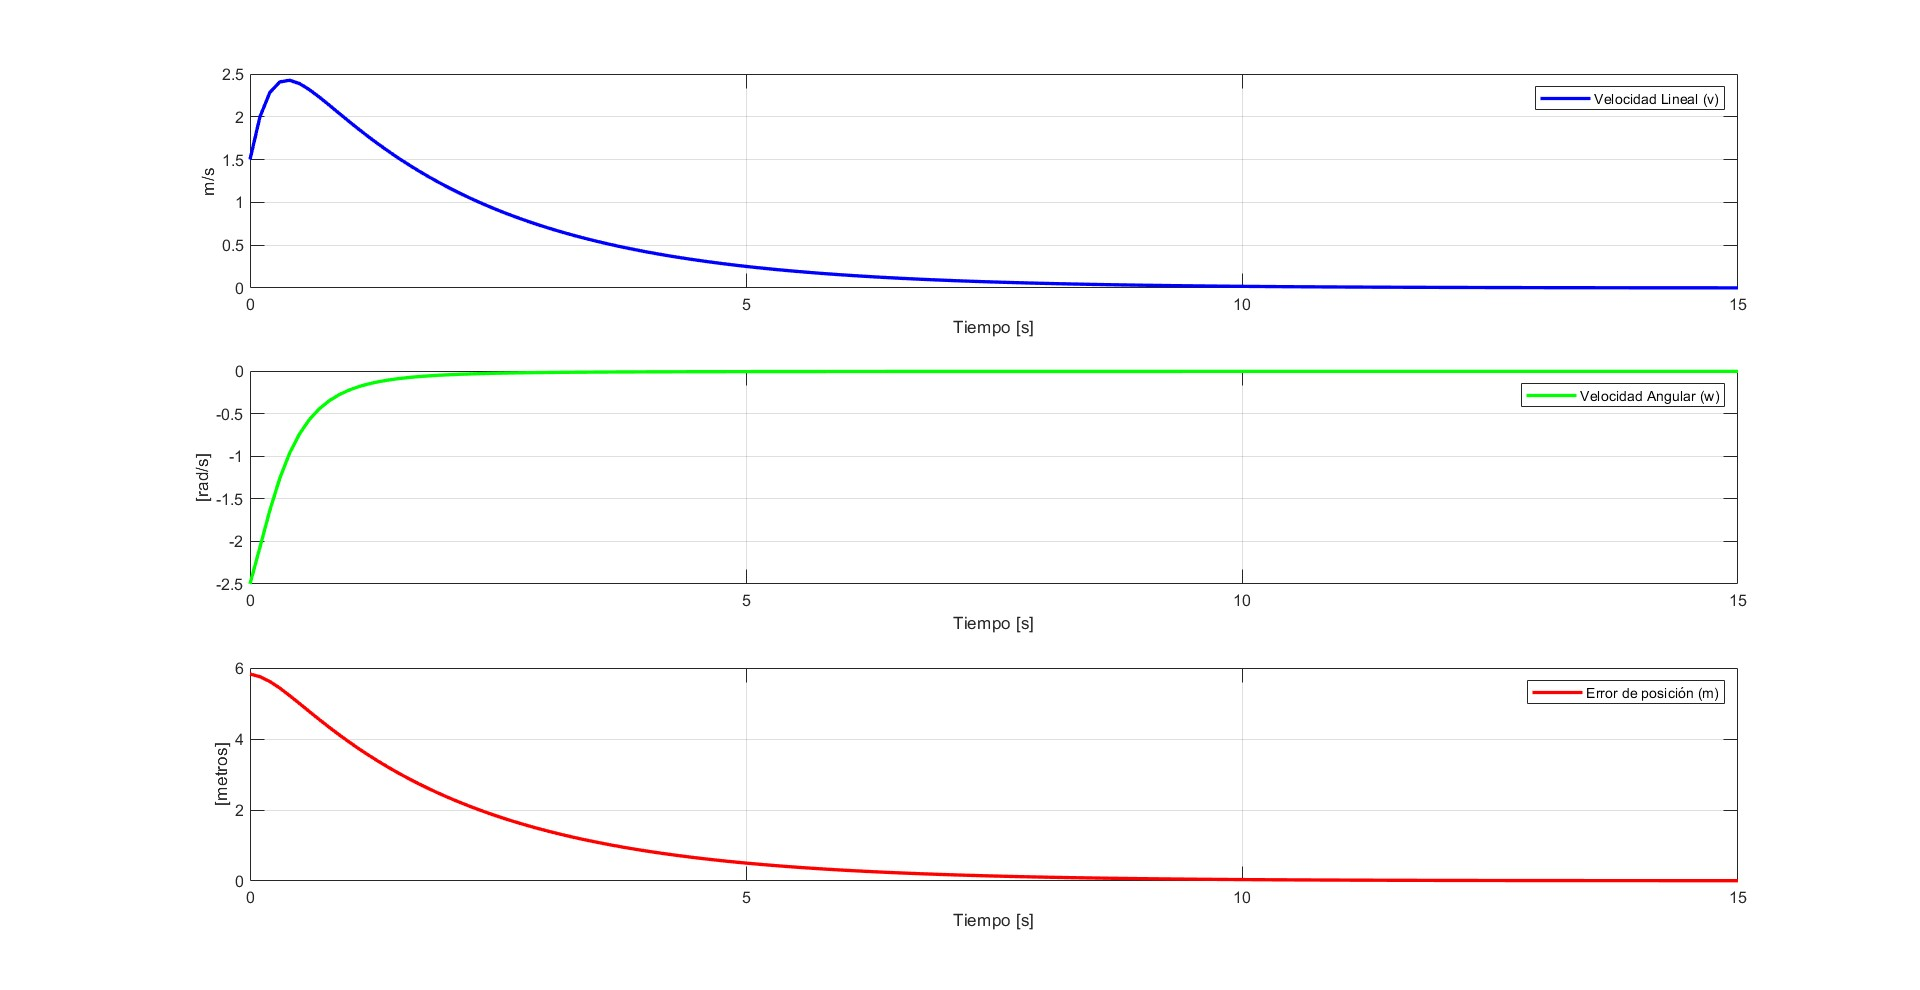 2.5
2
1.5
1
0.5
0
m/s
Velocidad Lineal (v)
0 5 10 15
Tiempo [s]
0
-0.5
-1
-1.5
-2
-2.5
[rad/s]
Velocidad Angular (w)
0 5 10 15
Tiempo [s]
6
4
2
0
[metros]
Error de posición (m)
0 5 10 15
Tiempo [s]